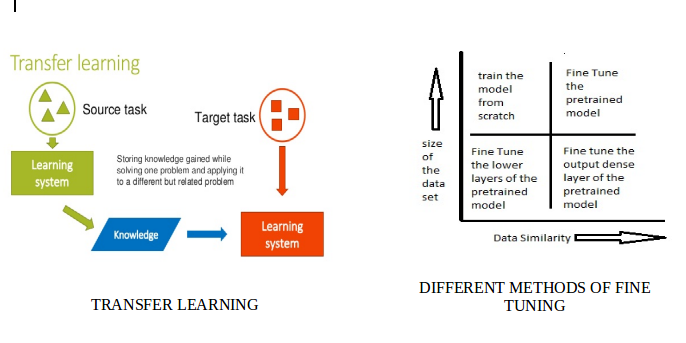 Transfer learning
Source task
Target task
Learning
system
Storing knowledge gained while
solving one problem and applying it
to a different but related problem
Knowledge
Learning
system
TRANSFER LEARNING
size
of
the
data
set
train the
model
from
scratch
Fine Tune
the
pretrained
model
Fine Tune
the lower
layers of the
pretrained
model
Fine tune the
output dense
layer of the
pretrained
model
Data Similarity
DIFFERENT METHODS OF FINE
TUNING